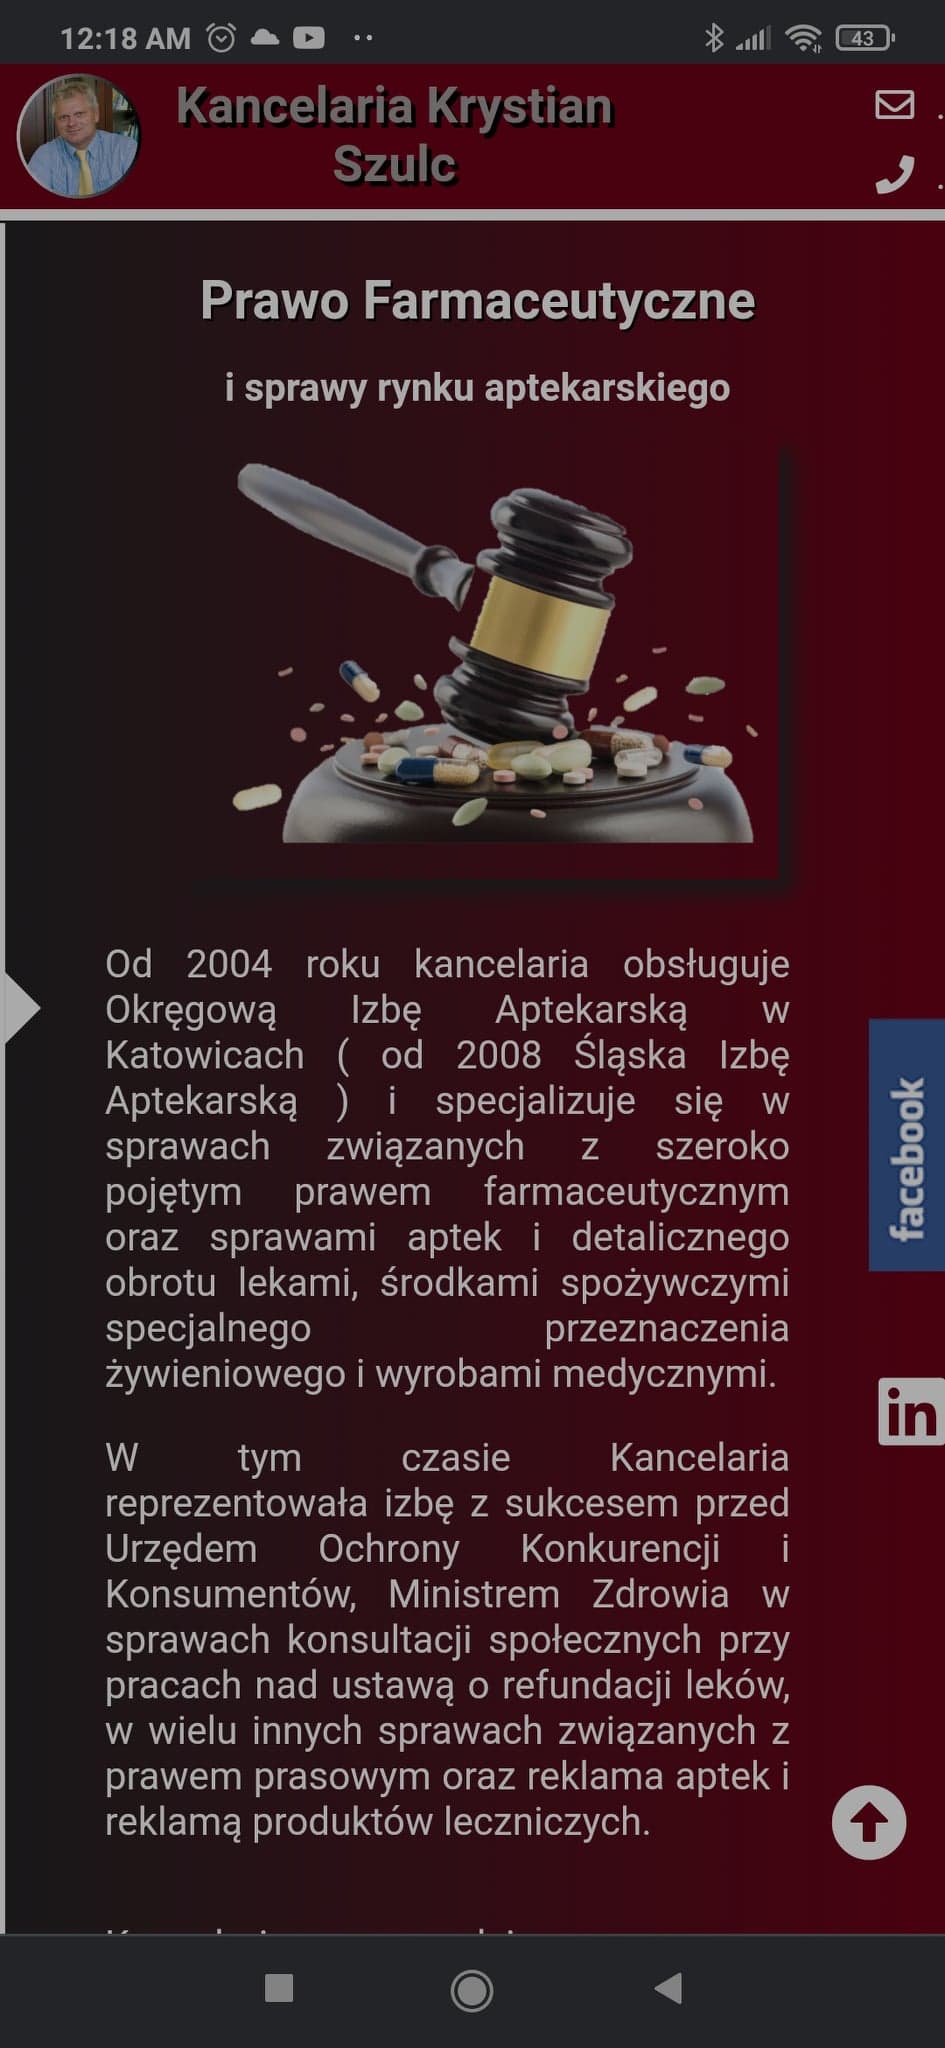 12:18 AM
43
Kancelaria Krystian
Szulc
Prawo Farmaceutyczne
i sprawy rynku aptekarskiego
Od 2004 roku kancelaria obsługuje
Okręgową Izbę Aptekarską w
Katowicach ( od 2008 Śląska Izbę
Aptekarską ) i specjalizuje się w
sprawach związanych z szeroko
pojętym prawem farmaceutycznym
oraz sprawami aptek i detalicznego
obrotu lekami, środkami spożywczymi
specjalnego przeznaczenia
żywieniowego i wyrobami medycznymi.
facebook
in
W tym czasie Kancelaria
reprezentowała izbę z sukcesem przed
Urzędem Ochrony Konkurencji i
Konsumentów, Ministrem Zdrowia w
sprawach konsultacji społecznych przy
pracach nad ustawą o refundacji leków,
w wielu innych sprawach związanych z
prawem prasowym oraz reklama aptek i
reklamą produktów leczniczych.